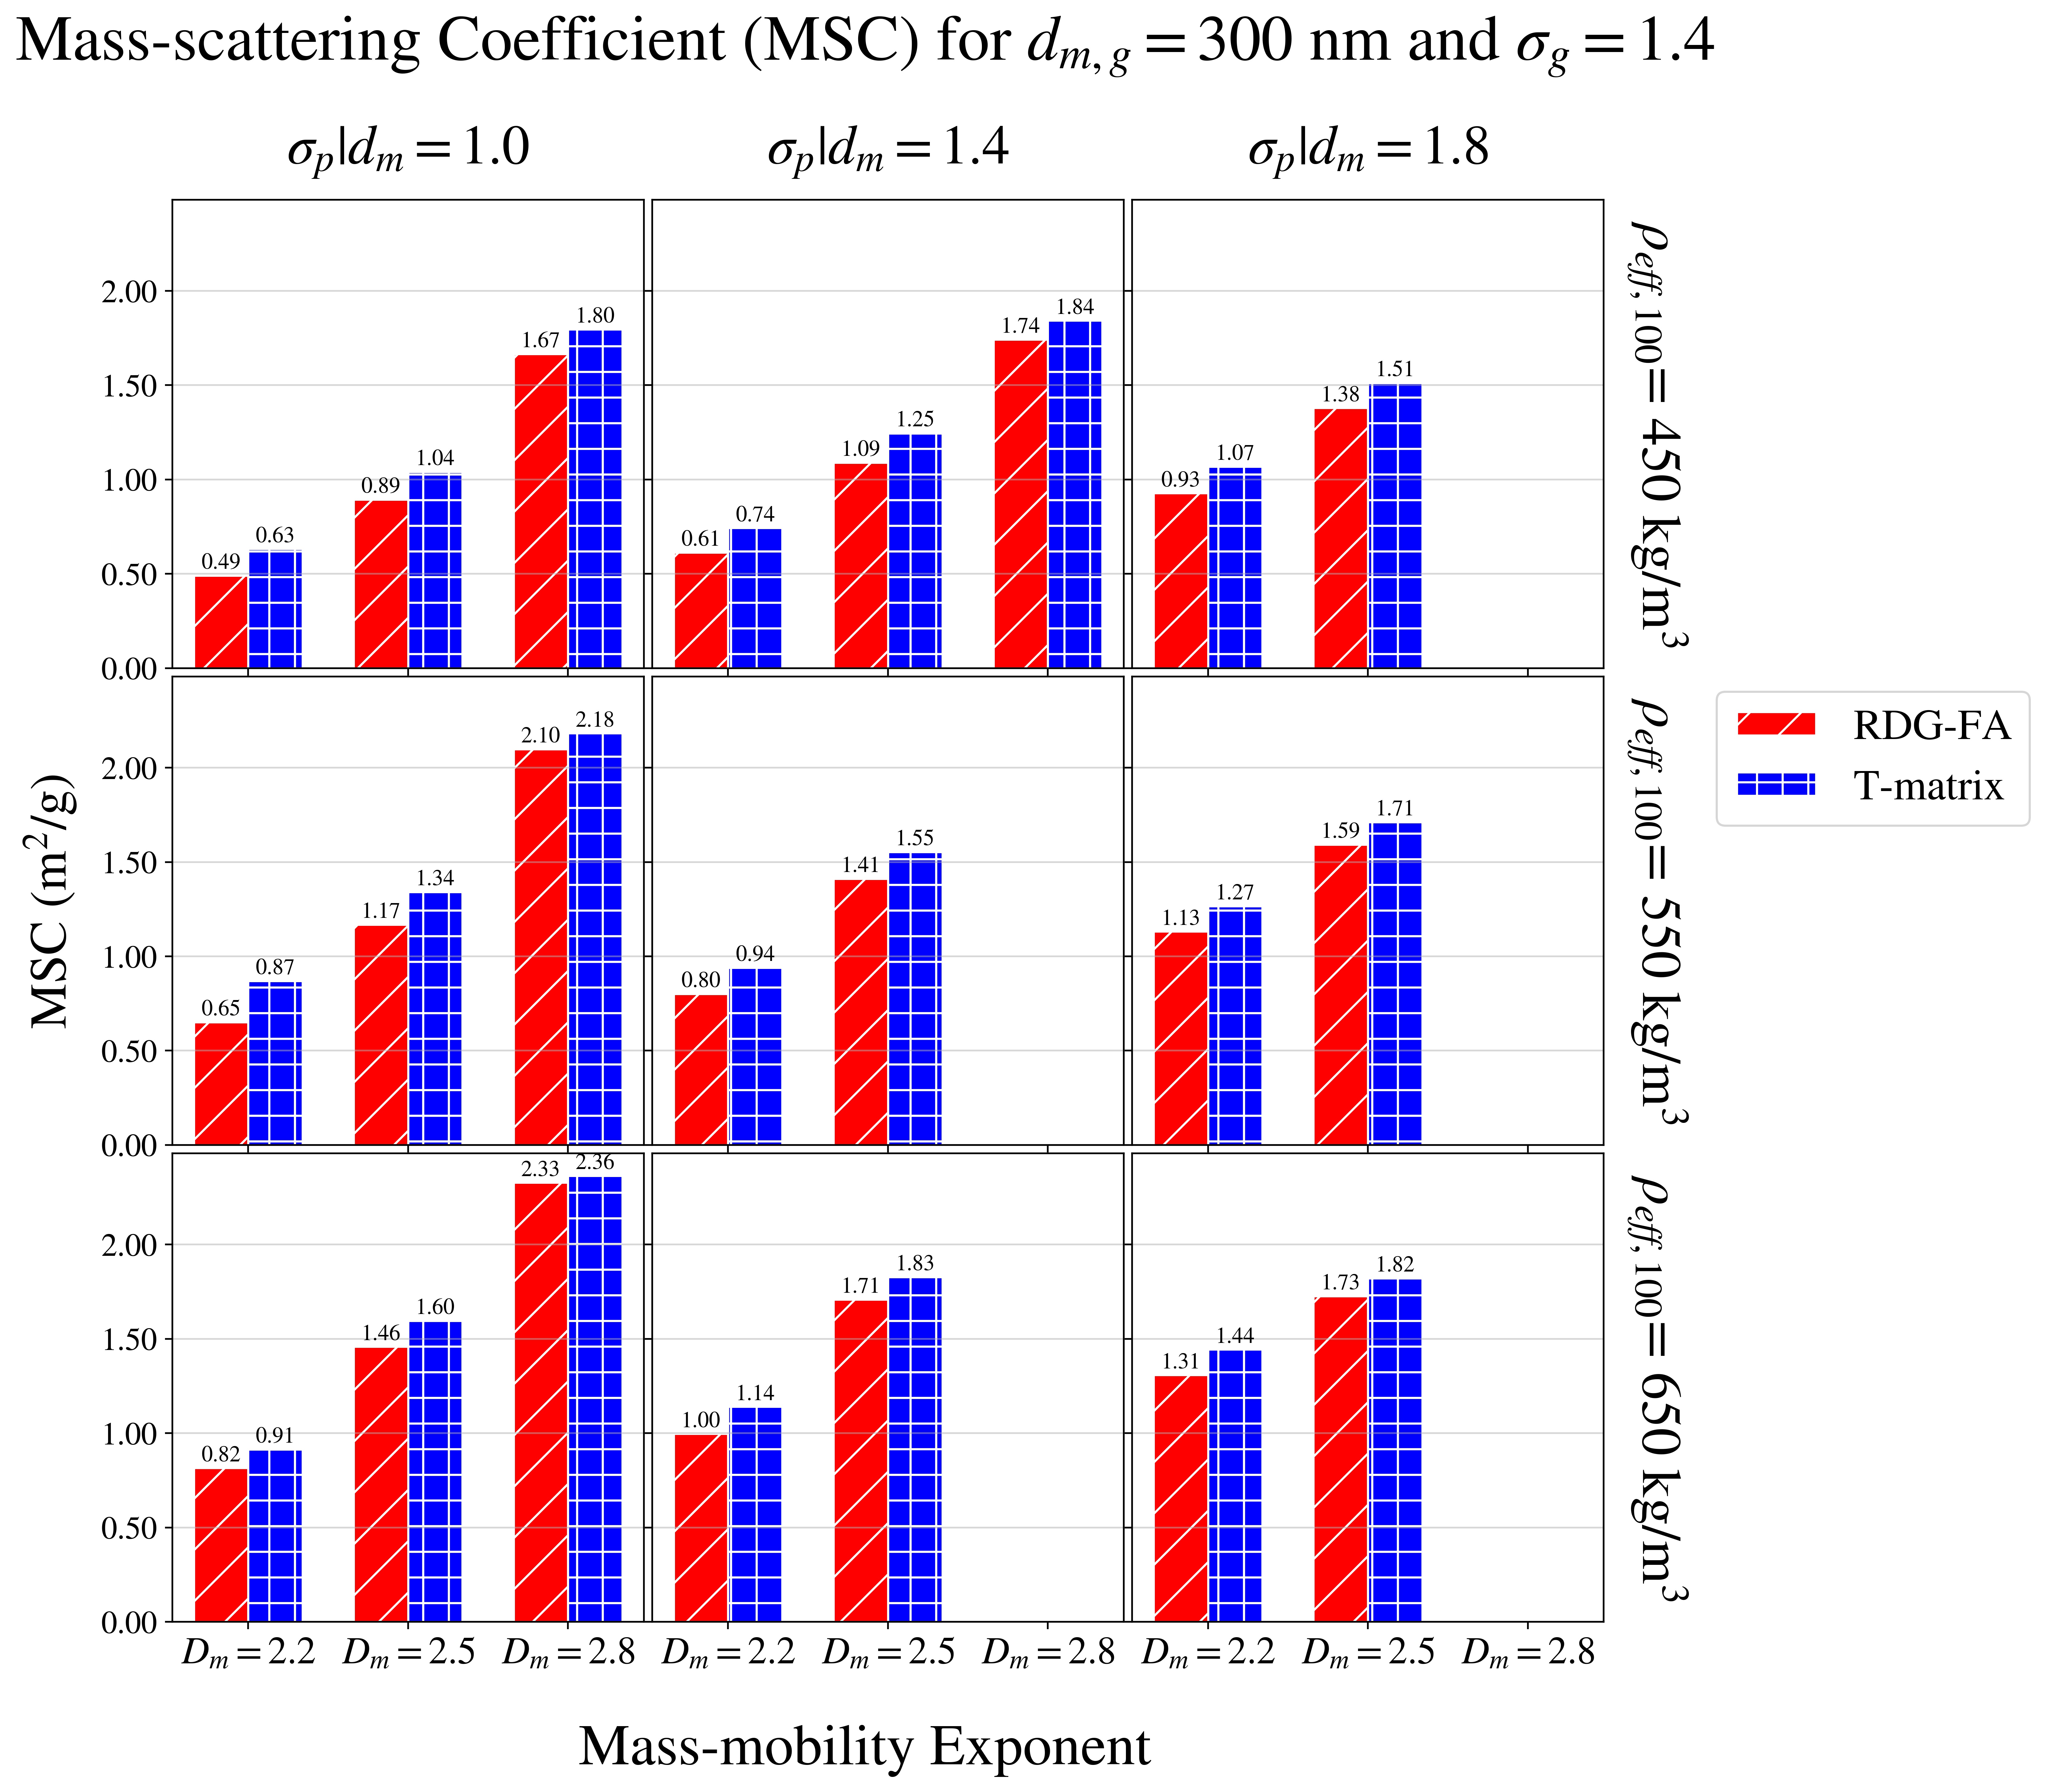 Mass-scattering Coefficient (MSC) for d_{m,g} = 300 nm and σ_g = 1.4
σ_p|d_m = 1.0
σ_p|d_m = 1.4
σ_p|d_m = 1.8
2.00
1.50
1.00
0.50
0.00
0.49
0.63
0.89
1.04
1.67
1.80
0.61
0.74
1.09
1.25
1.74
1.84
0.93
1.07
1.38
1.51
ρ_{eff, 100} = 450 kg/m³
MSC (m²/g)
2.00
1.50
1.00
0.50
0.00
0.65
0.87
1.17
1.34
2.10
2.18
0.80
0.94
1.41
1.55
1.13
1.27
1.59
1.71
ρ_{eff, 100} = 550 kg/m³
RDG-FA
T-matrix
2.00
1.50
1.00
0.50
0.00
0.82
0.91
1.46
1.60
2.33
2.36
1.00
1.14
1.71
1.83
1.31
1.44
1.73
1.82
ρ_{eff, 100} = 650 kg/m³
D_m = 2.2
D_m = 2.5
D_m = 2.8
D_m = 2.2
D_m = 2.5
D_m = 2.8
D_m = 2.2
D_m = 2.5
D_m = 2.8
Mass-mobility Exponent